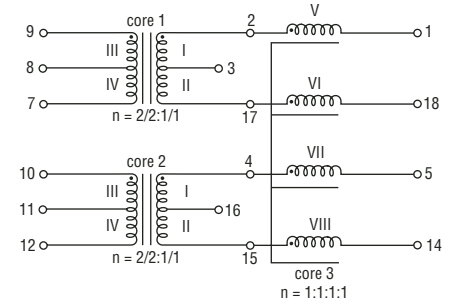 core 1
9
8
7
III
IV
I
II
n = 2/2:1/1
2
3
17
V
1
VI
18
core 2
10
11
12
III
IV
I
II
n = 2/2:1/1
4
16
15
VII
5
VIII
14
core 3
n = 1:1:1:1